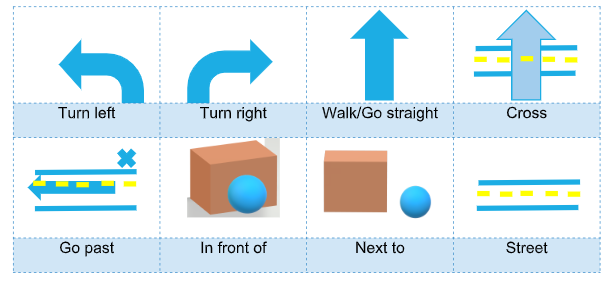 Turn left
Turn right
Walk/Go straight
Cross
Go past
In front of
Next to
Street